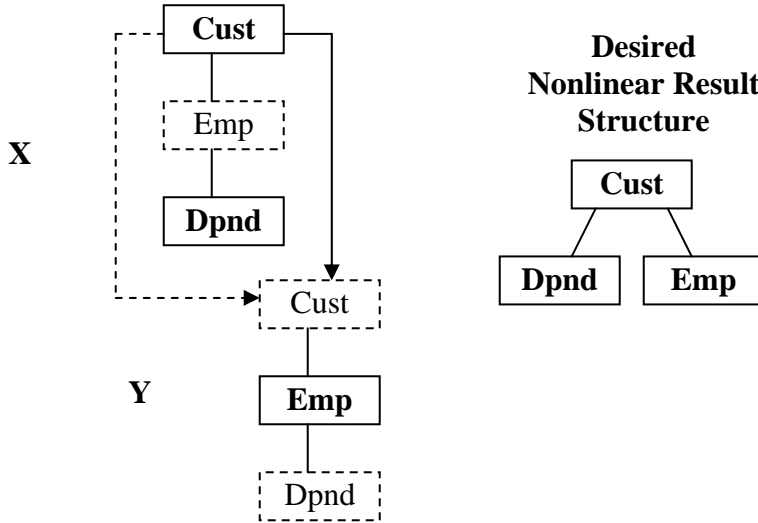 Cust
Emp
X
Dpnd
Cust
Y
Emp
Dpnd
Desired
Nonlinear Result
Structure
Cust
Dpnd Emp